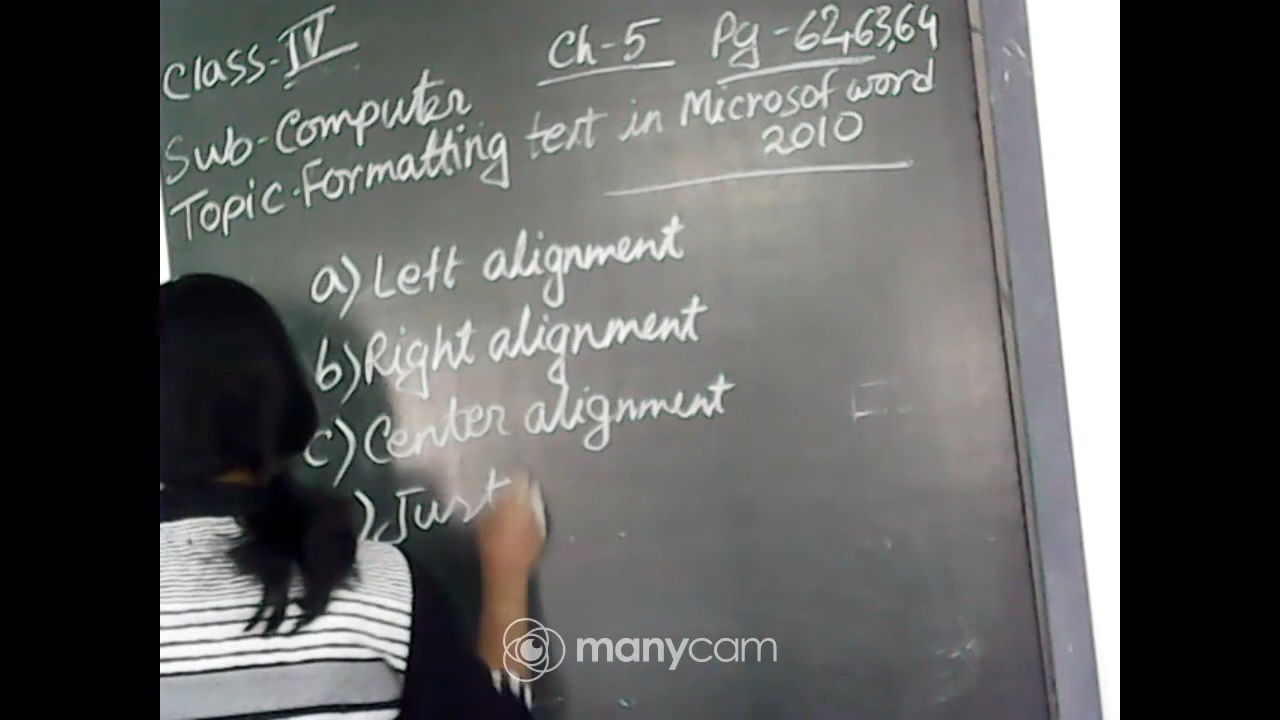 Class-IV
Ch-5 Pg-62,63,64
Sub-Computer
Topic-Formatting text in Microsof word
2010
a) Left alignment
b) Right alignment
c) Center alignment
) Just
manycam